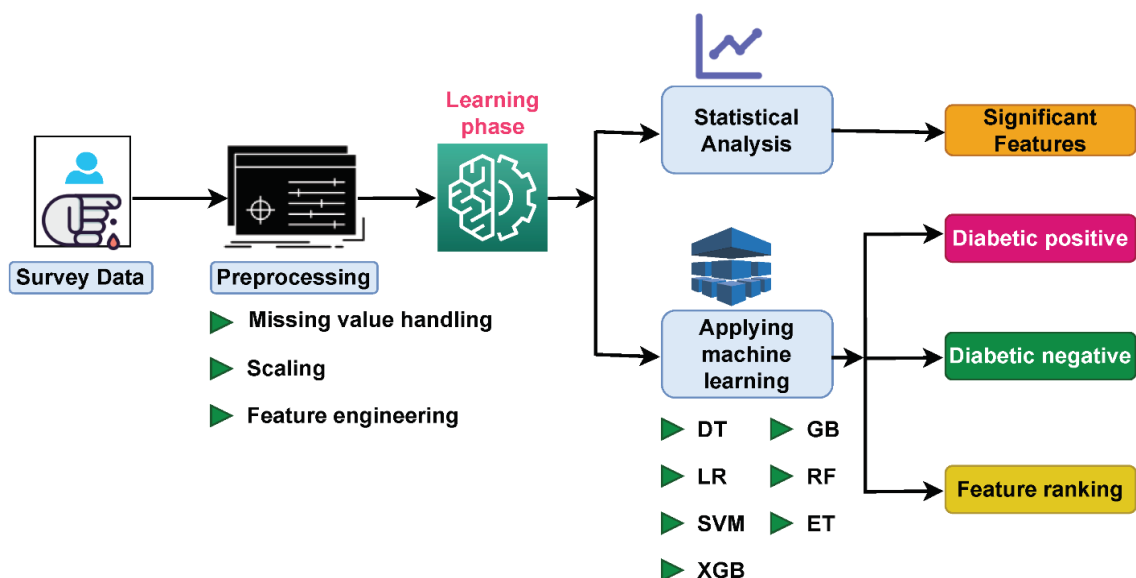 Learning
phase
Statistical
Analysis
Significant
Features
Survey Data
Preprocessing
Missing value handling
Scaling
Feature engineering
Applying
machine
learning
Diabetic positive
Diabetic negative
Feature ranking
DT
GB
LR
RF
SVM
ET
XGB